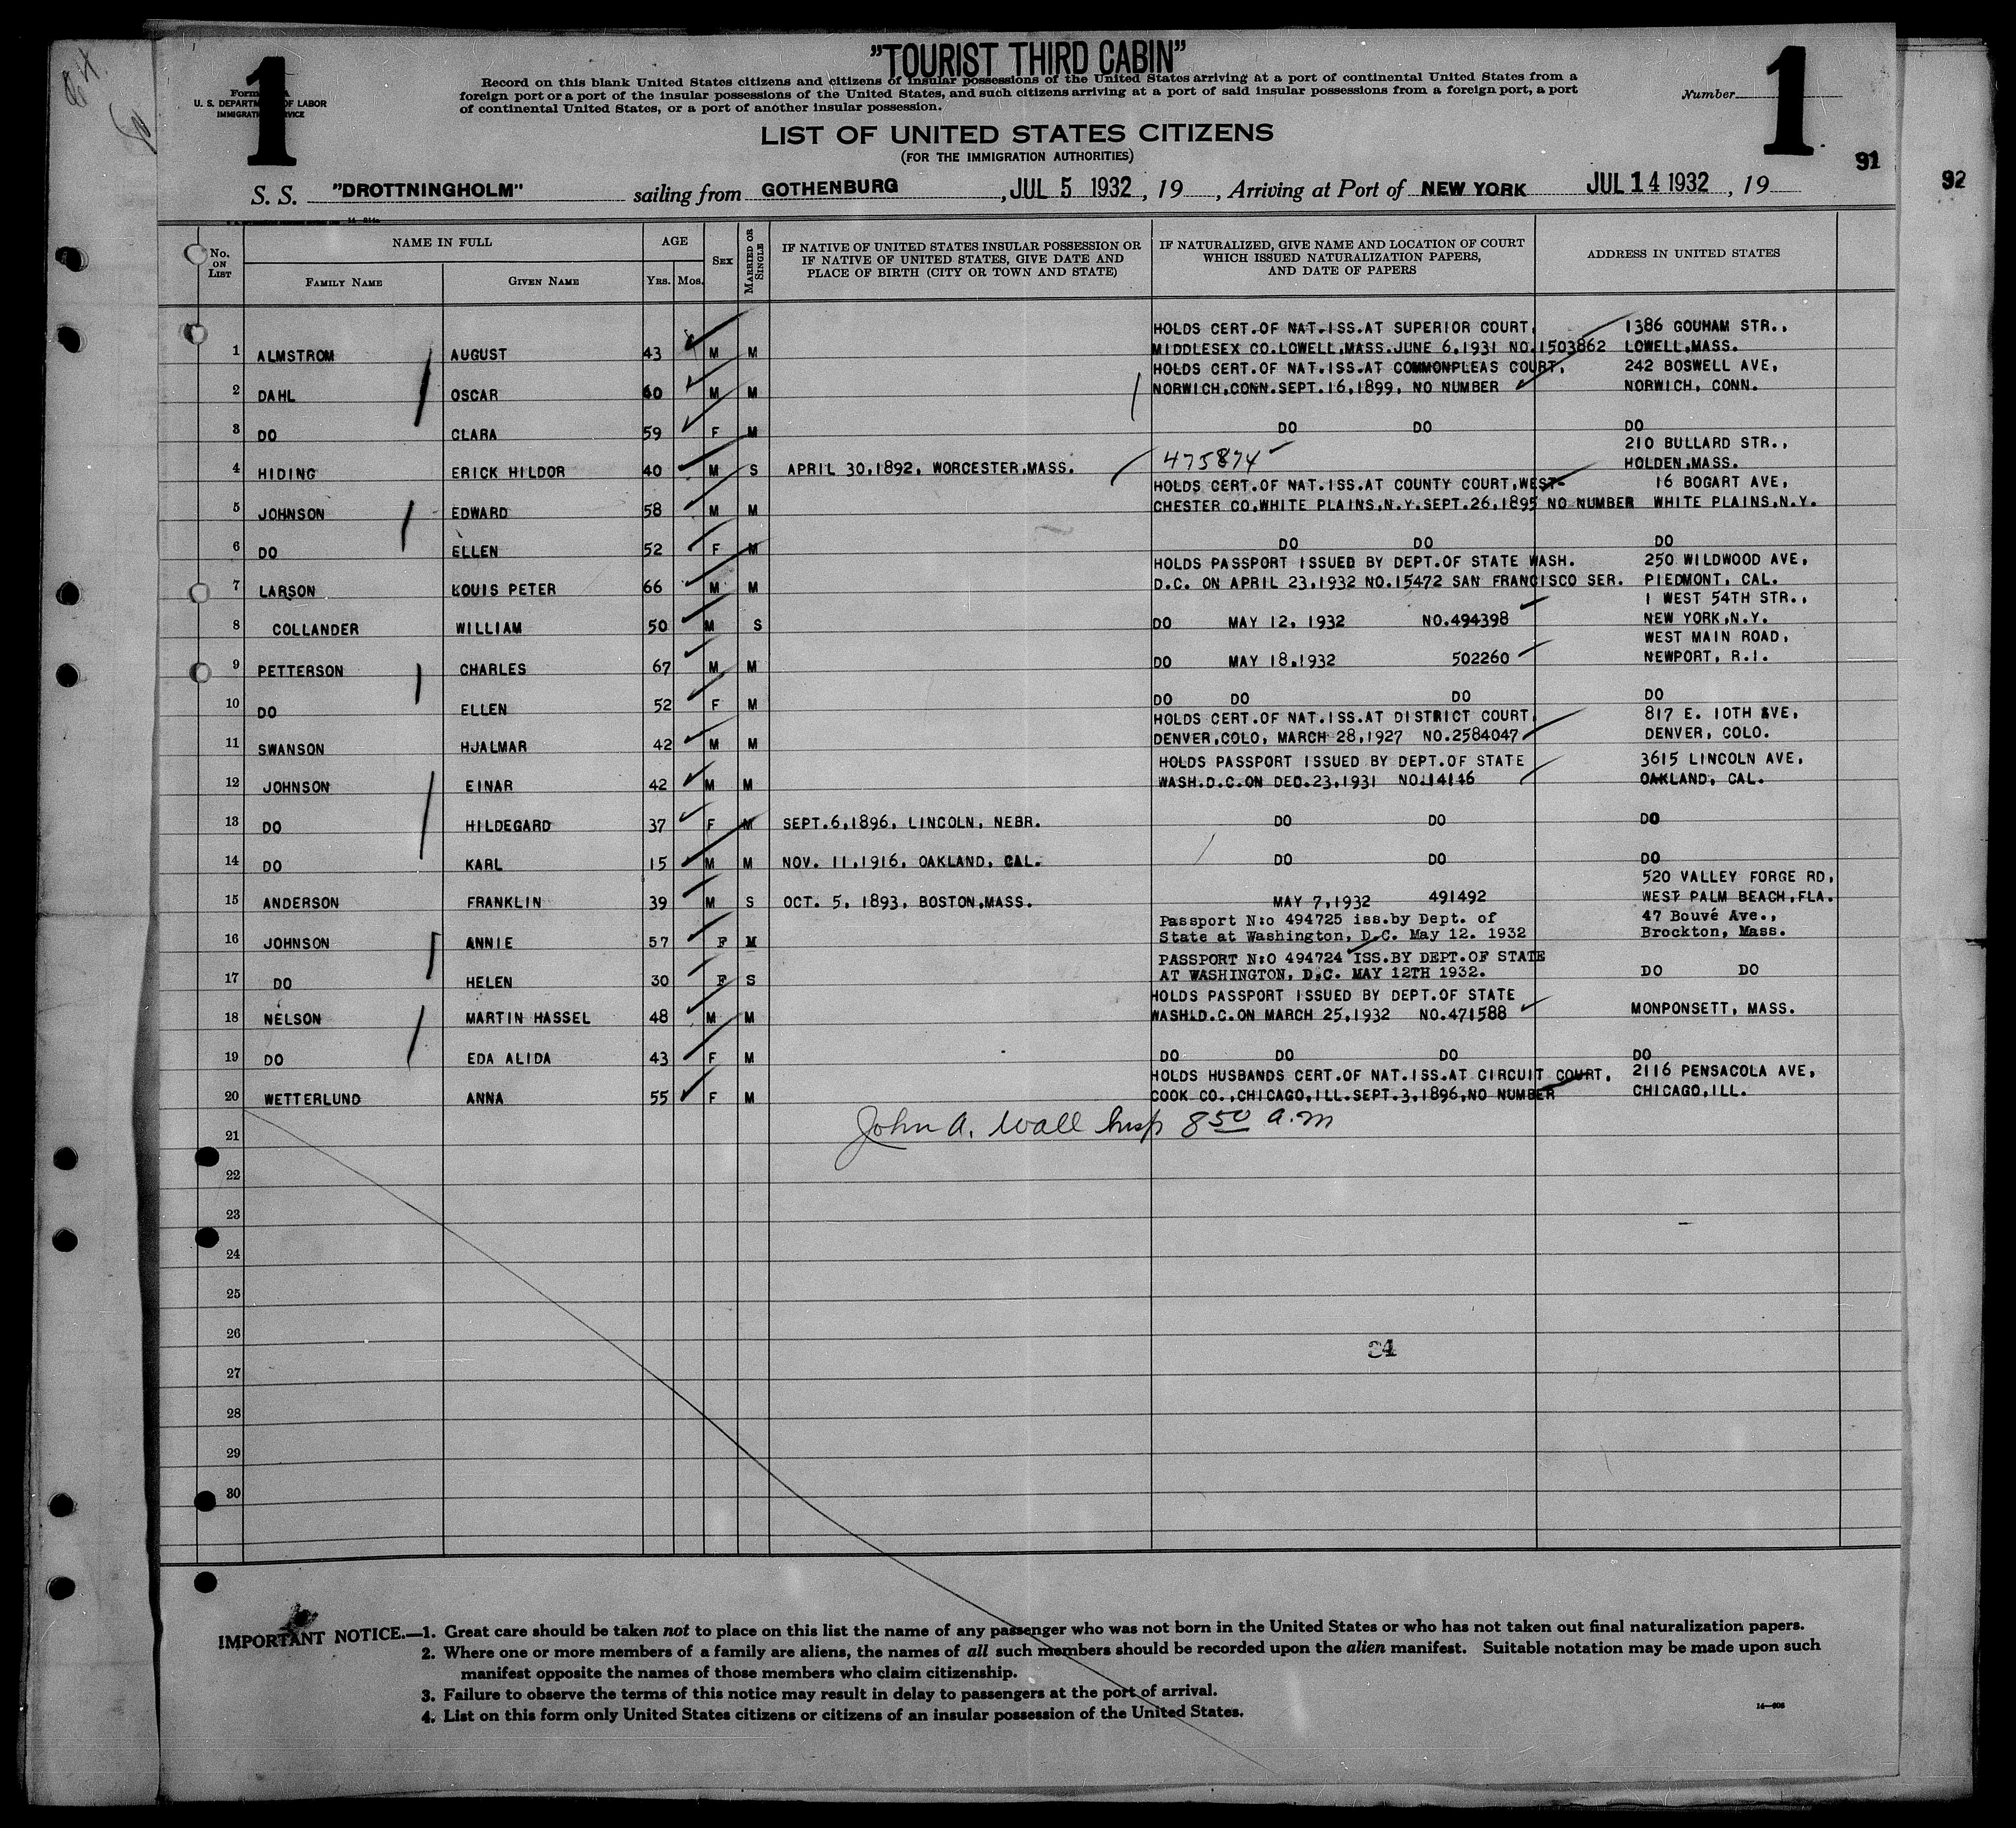 "TOURIST THIRD CABIN"
1
1
U. S. DEPARTMENT OF LABOR
IMMIGRATION SERVICE
Record on this blank United States citizens and citizens of insular possessions of the United States arriving at a port of continental United States from a
foreign port or a port of the insular possessions of the United States, and such citizens arriving at a port of said insular possessions from a foreign port, a port
of continental United States, or a port of another insular possession.
Number
LIST OF UNITED STATES CITIZENS
(FOR THE IMMIGRATION AUTHORITIES)
91
92
S. S. "DROTTNINGHOLM" sailing from GOTHENBURG, JUL 5 1932, 19 , Arriving at Port of NEW YORK JUL 14 1932, 19
No. ON LIST
NAME IN FULL
FAMILY NAME
GIVEN NAME
AGE
YRS. MOS.
SEX
MARRIED OR SINGLE
IF NATIVE OF UNITED STATES INSULAR POSSESSION OR
IF NATIVE OF UNITED STATES, GIVE DATE AND
PLACE OF BIRTH (CITY OR TOWN AND STATE)
IF NATURALIZED, GIVE NAME AND LOCATION OF COURT
WHICH ISSUED NATURALIZATION PAPERS,
AND DATE OF PAPERS
ADDRESS IN UNITED STATES
HOLDS CERT.OF NAT.ISS.AT SUPERIOR COURT, 1386 GOUHAM STR.,
1 ALMSTROM AUGUST 43 M M MIDDLESEX CO.LOWELL,MASS.JUNE 6,1931 NO.1503862 LOWELL,MASS.
HOLDS CERT.OF NAT.ISS.AT COMMONPLEAS COURT, 242 BOSWELL AVE,
2 DAHL OSCAR 60 M M NORWICH,CONN.SEPT.16,1899, NO NUMBER NORWICH, CONN.
3 DO CLARA 59 F M DO DO DO
210 BULLARD STR.,
4 HIDING ERICK HILDOR 40 M S APRIL 30,1892, WORCESTER,MASS. 475874 HOLDEN,MASS.
HOLDS CERT.OF NAT.ISS.AT COUNTY COURT,WEST- 16 BOGART AVE,
5 JOHNSON EDWARD 58 M M CHESTER CO,WHITE PLAINS,N.Y.SEPT.26,1895 NO NUMBER WHITE PLAINS,N.Y.
6 DO ELLEN 52 F M DO DO DO
HOLDS PASSPORT ISSUED BY DEPT.OF STATE WASH. 250 WILDWOOD AVE,
7 LARSON LOUIS PETER 66 M M D.C. ON APRIL 23,1932 NO.15472 SAN FRANCISCO SER. PIEDMONT, CAL.
1 WEST 54TH STR.,
8 COLLANDER WILLIAM 50 M S DO MAY 12, 1932 NO.494398 NEW YORK,N.Y.
WEST MAIN ROAD,
9 PETTERSON CHARLES 67 M M DO MAY 18,1932 502260 NEWPORT, R.I.
10 DO ELLEN 52 F M DO DO DO DO
HOLDS CERT.OF NAT.ISS.AT DISTRICT COURT, 817 E. 10TH AVE,
11 SWANSON HJALMAR 42 M M DENVER,COLO, MARCH 28,1927 NO.2584047 DENVER, COLO.
HOLDS PASSPORT ISSUED BY DEPT.OF STATE 3615 LINCOLN AVE,
12 JOHNSON EINAR 42 M M WASH.D.C.ON DEC.23,1931 NO.14146 OAKLAND, CAL.
13 DO HILDEGARD 37 F M SEPT.6,1896, LINCOLN, NEBR. DO DO DO
14 DO KARL 15 M M NOV. 11,1916, OAKLAND, CAL. DO DO DO
520 VALLEY FORGE RD,
15 ANDERSON FRANKLIN 39 M S OCT. 5, 1893, BOSTON,MASS. MAY 7,1932 491492 WEST PALM BEACH,FLA.
Passport N:o 494725 iss.by Dept. of 47 Bouvé Ave.,
16 JOHNSON ANNIE 57 F M State at Washington, D.C. May 12. 1932 Brockton, Mass.
PASSPORT N:O 494724 ISS.BY DEPT.OF STATE
17 DO HELEN 30 F S AT WASHINGTON, D.C. MAY 12TH 1932. DO DO
HOLDS PASSPORT ISSUED BY DEPT.OF STATE
18 NELSON MARTIN HASSEL 48 M M WASH.D.C.ON MARCH 25,1932 NO.471588 MONPONSETT, MASS.
19 DO EDA ALIDA 43 F M DO DO DO DO
HOLDS HUSBANDS CERT.OF NAT.ISS.AT CIRCUIT COURT, 2116 PENSACOLA AVE,
20 WETTERLUND ANNA 55 F M COOK CO.,CHICAGO,ILL.SEPT.3,1896,NO NUMBER CHICAGO,ILL.
John A. Wall Insp 8 50 a.m
21
22
23
24
25
26
27
28
29
30
IMPORTANT NOTICE.—1. Great care should be taken not to place on this list the name of any passenger who was not born in the United States or who has not taken out final naturalization papers.
2. Where one or more members of a family are aliens, the names of all such members should be recorded upon the alien manifest. Suitable notation may be made upon such
manifest opposite the names of those members who claim citizenship.
3. Failure to observe the terms of this notice may result in delay to passengers at the port of arrival.
4. List on this form only United States citizens or citizens of an insular possession of the United States.